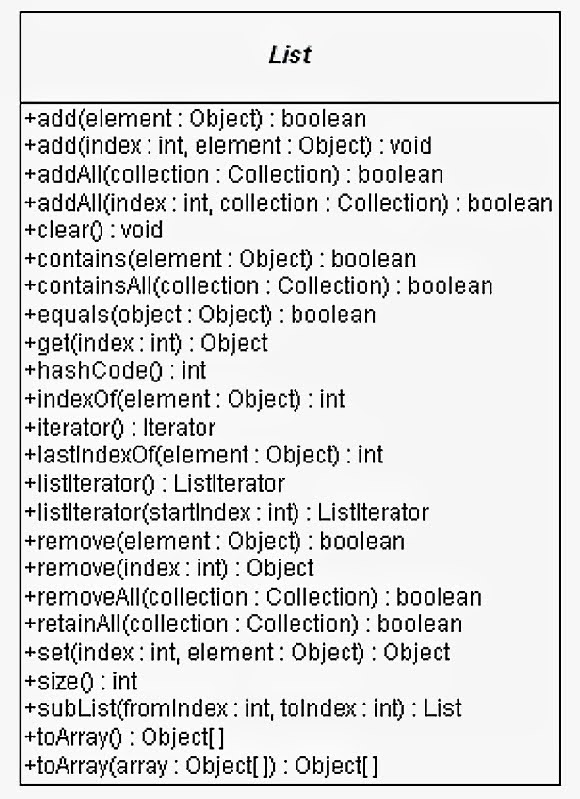 List
+add(element : Object) : boolean
+add(index : int, element : Object) : void
+addAll(collection : Collection) : boolean
+addAll(index : int, collection : Collection) : boolean
+clear() : void
+contains(element : Object) : boolean
+containsAll(collection : Collection) : boolean
+equals(object : Object) : boolean
+get(index : int) : Object
+hashCode() : int
+indexOf(element : Object) : int
+iterator() : Iterator
+lastIndexOf(element : Object) : int
+listIterator() : ListIterator
+listIterator(startIndex : int) : ListIterator
+remove(element : Object) : boolean
+remove(index : int) : Object
+removeAll(collection : Collection) : boolean
+retainAll(collection : Collection) : boolean
+set(index : int, element : Object) : Object
+size() : int
+subList(fromIndex : int, toIndex : int) : List
+toArray() : Object[]
+toArray(array : Object[]) : Object[]